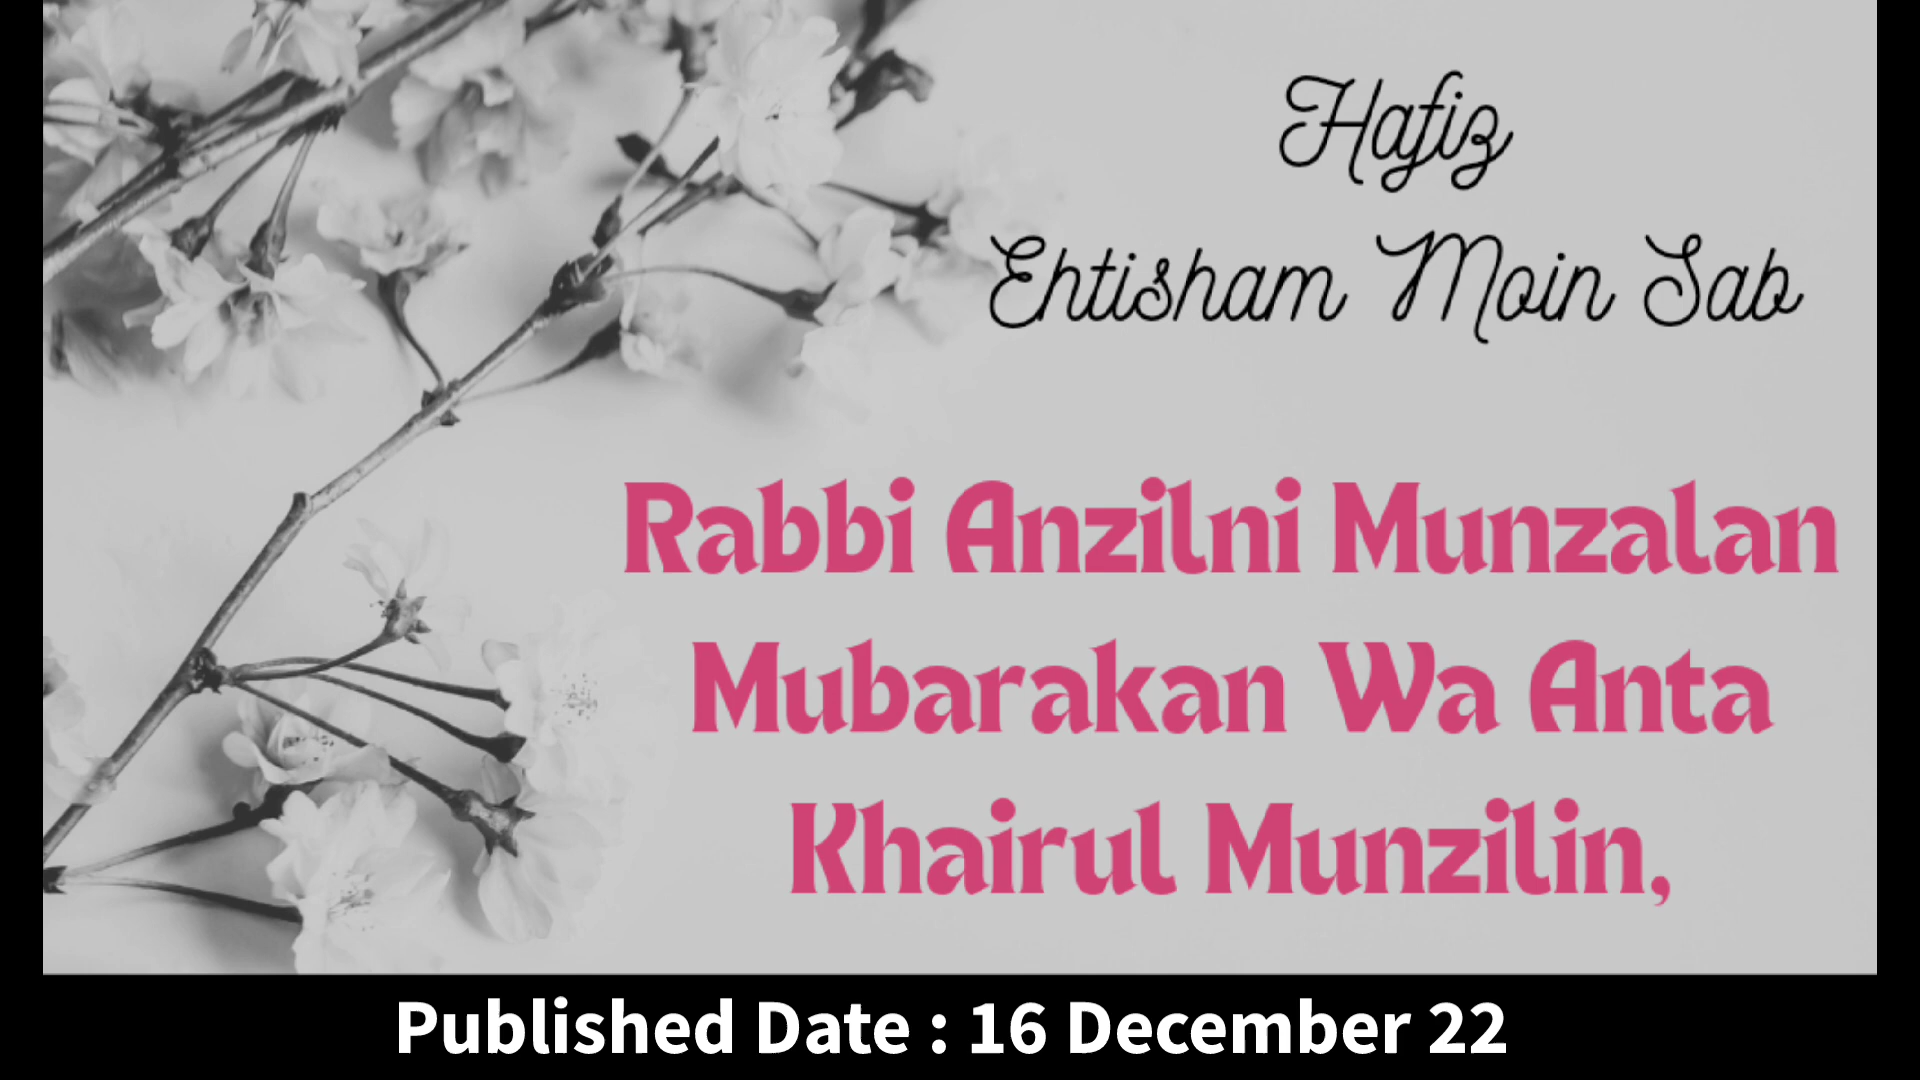 Hafiz
Ehtisham Moin Sab
Rabbi Anzilni Munzalan
Mubarakan Wa Anta
Khairul Munzilin,
Published Date : 16 December 22